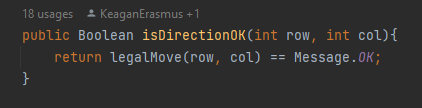 18 usages KeaganErasmus +1
public Boolean isDirectionOK(int row, int col){
return legalMove(row, col) == Message.OK;
}